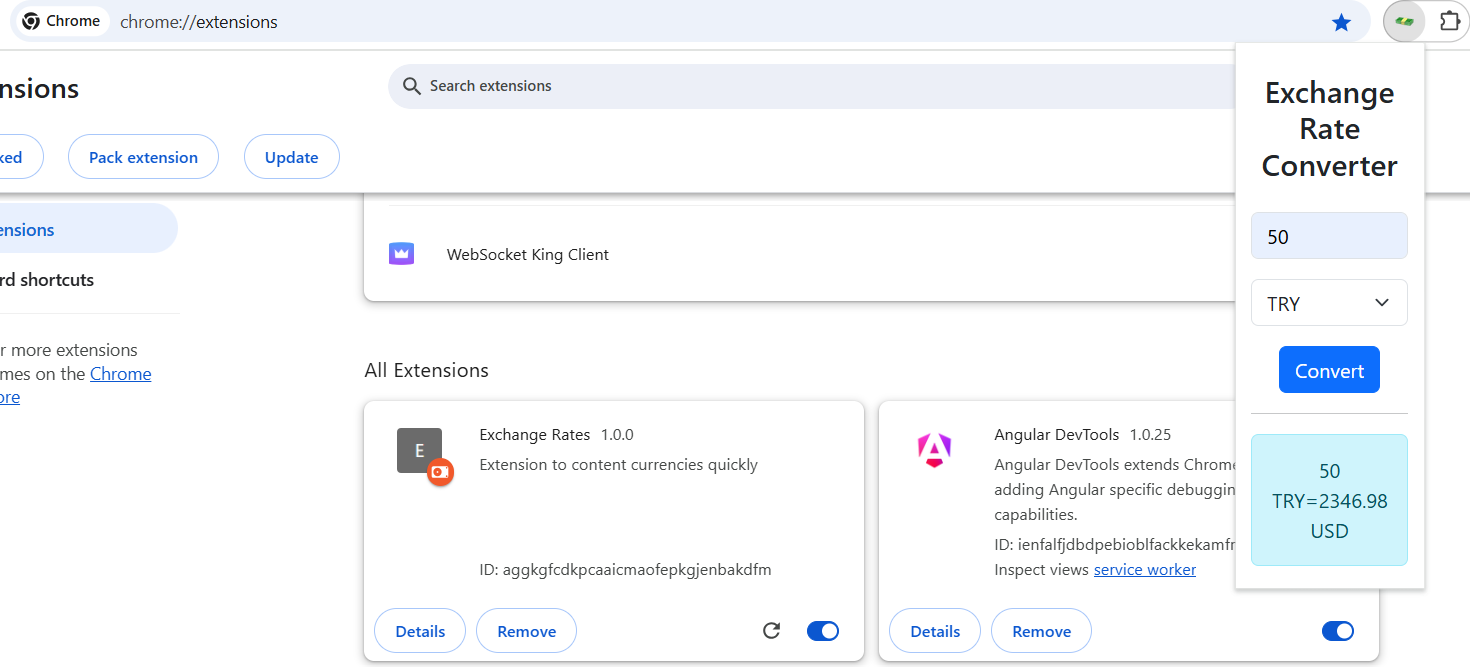 Chrome
chrome://extensions
nsions
Search extensions
ked
Pack extension
Update
ensions
rd shortcuts
r more extensions
mes on the Chrome
ore
WebSocket King Client
All Extensions
E
Exchange Rates 1.0.0
Extension to content currencies quickly
ID: aggkgfcdkpcaaicmaofepkgjenbakdfm
Details
Remove
Angular DevTools 1.0.25
Angular DevTools extends Chrome
adding Angular specific debuggin
capabilities.
ID: ienfalfjdbdpebioblfackkekamfr
Inspect views service worker
Details
Remove
Exchange
Rate
Converter
50
TRY
Convert
50
TRY=2346.98
USD